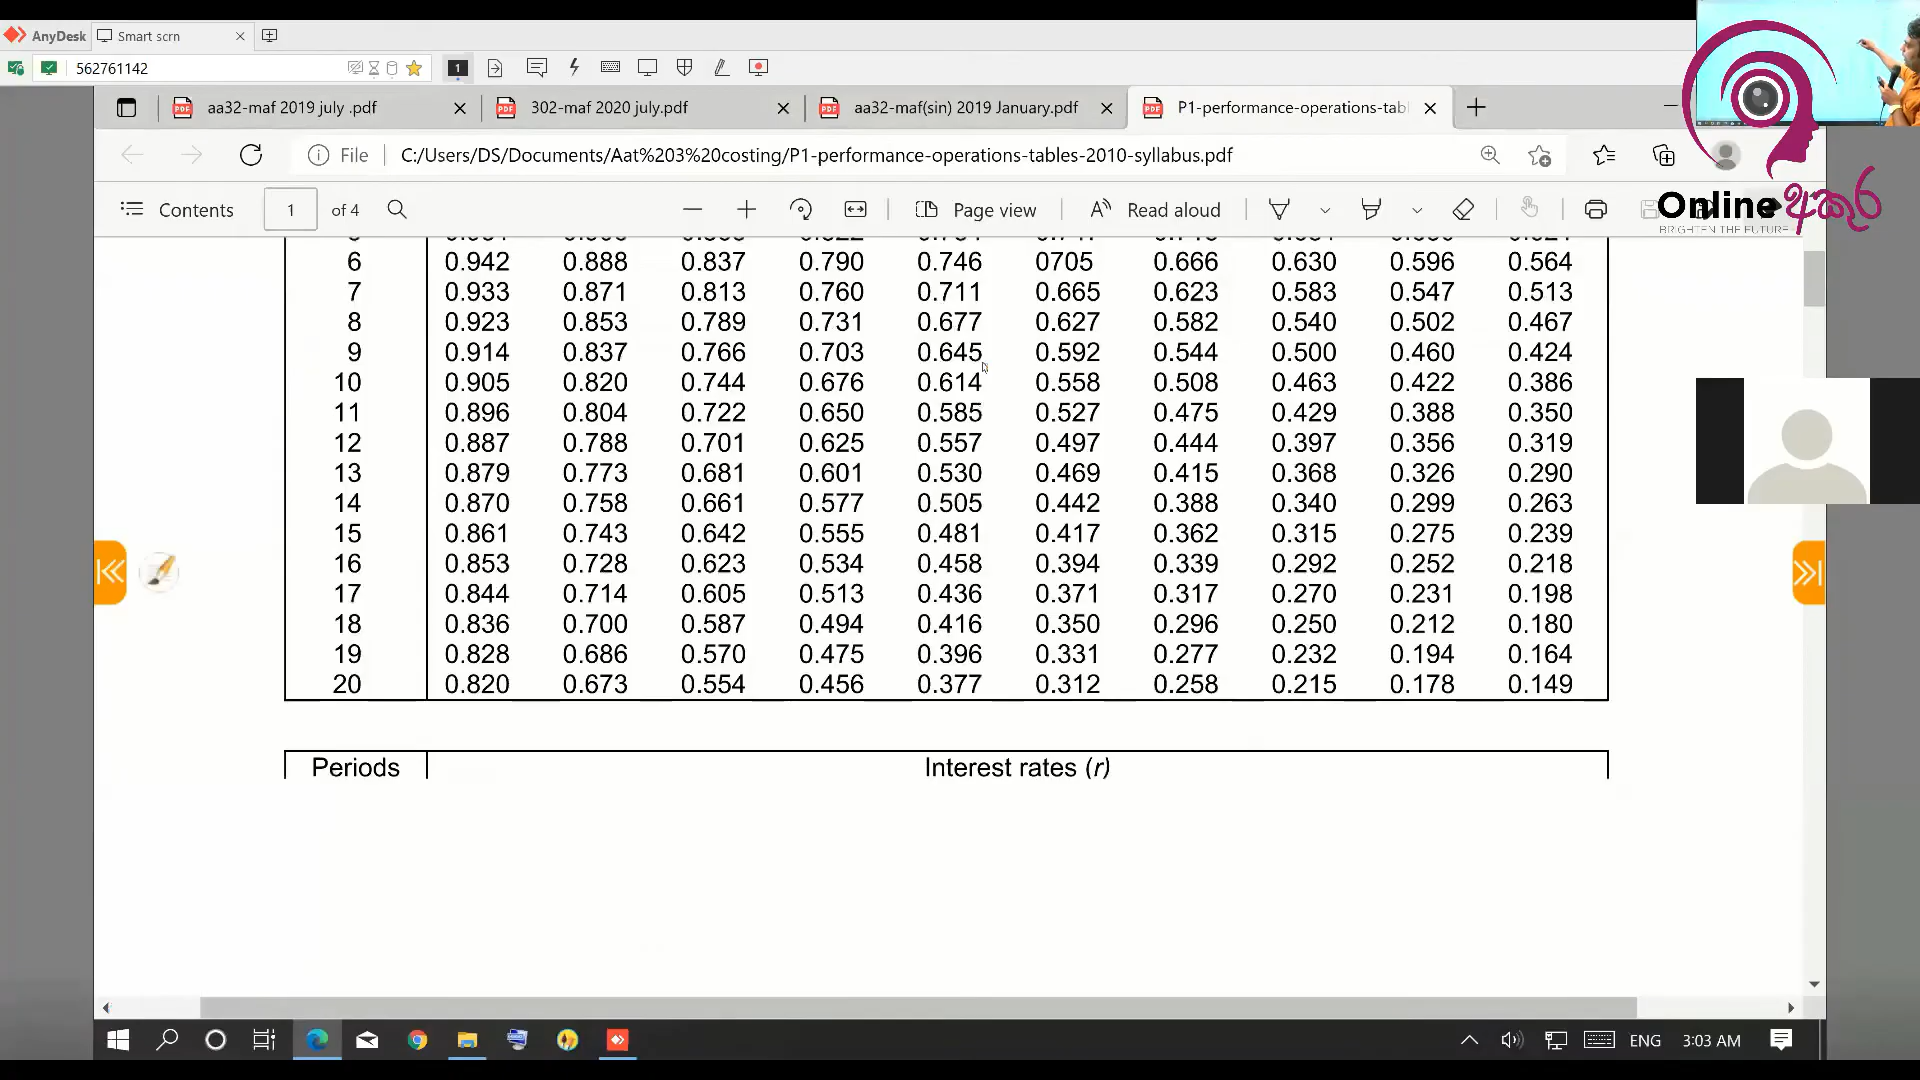 AnyDesk
Smart scrn
562761142
1
aa32-maf 2019 july .pdf
302-maf 2020 july.pdf
aa32-maf(sin) 2019 January.pdf
P1-performance-operations-tabl
File
C:/Users/DS/Documents/Aat%203%20costing/P1-performance-operations-tables-2010-syllabus.pdf
Contents
1
of 4
Page view
Read aloud
Online අකුර
BRIGHTEN THE FUTURE
6 0.942 0.888 0.837 0.790 0.746 0705 0.666 0.630 0.596 0.564
7 0.933 0.871 0.813 0.760 0.711 0.665 0.623 0.583 0.547 0.513
8 0.923 0.853 0.789 0.731 0.677 0.627 0.582 0.540 0.502 0.467
9 0.914 0.837 0.766 0.703 0.645 0.592 0.544 0.500 0.460 0.424
10 0.905 0.820 0.744 0.676 0.614 0.558 0.508 0.463 0.422 0.386
11 0.896 0.804 0.722 0.650 0.585 0.527 0.475 0.429 0.388 0.350
12 0.887 0.788 0.701 0.625 0.557 0.497 0.444 0.397 0.356 0.319
13 0.879 0.773 0.681 0.601 0.530 0.469 0.415 0.368 0.326 0.290
14 0.870 0.758 0.661 0.577 0.505 0.442 0.388 0.340 0.299 0.263
15 0.861 0.743 0.642 0.555 0.481 0.417 0.362 0.315 0.275 0.239
16 0.853 0.728 0.623 0.534 0.458 0.394 0.339 0.292 0.252 0.218
17 0.844 0.714 0.605 0.513 0.436 0.371 0.317 0.270 0.231 0.198
18 0.836 0.700 0.587 0.494 0.416 0.350 0.296 0.250 0.212 0.180
19 0.828 0.686 0.570 0.475 0.396 0.331 0.277 0.232 0.194 0.164
20 0.820 0.673 0.554 0.456 0.377 0.312 0.258 0.215 0.178 0.149
Periods Interest rates (r)
ENG
3:03 AM